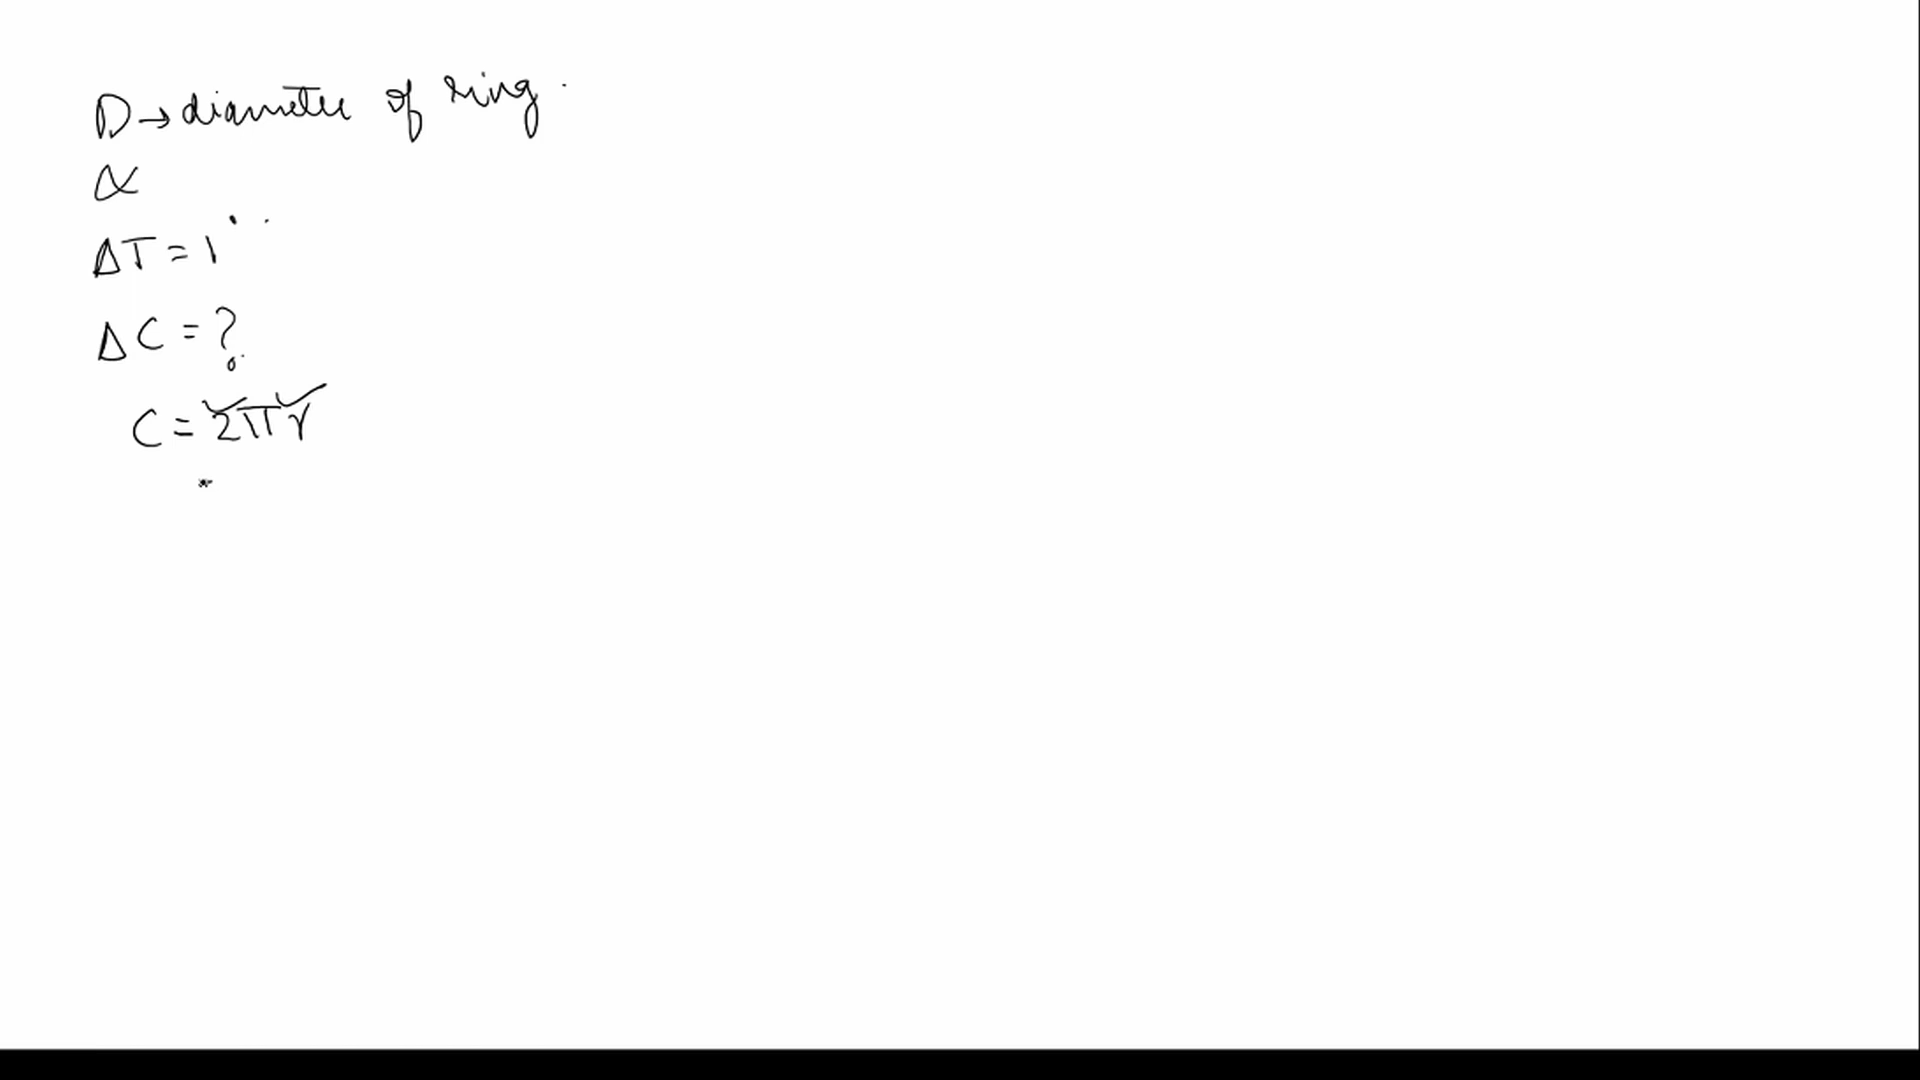 D → diameter of ring.
α
ΔT = 1°
ΔC = ?
C = 2πr